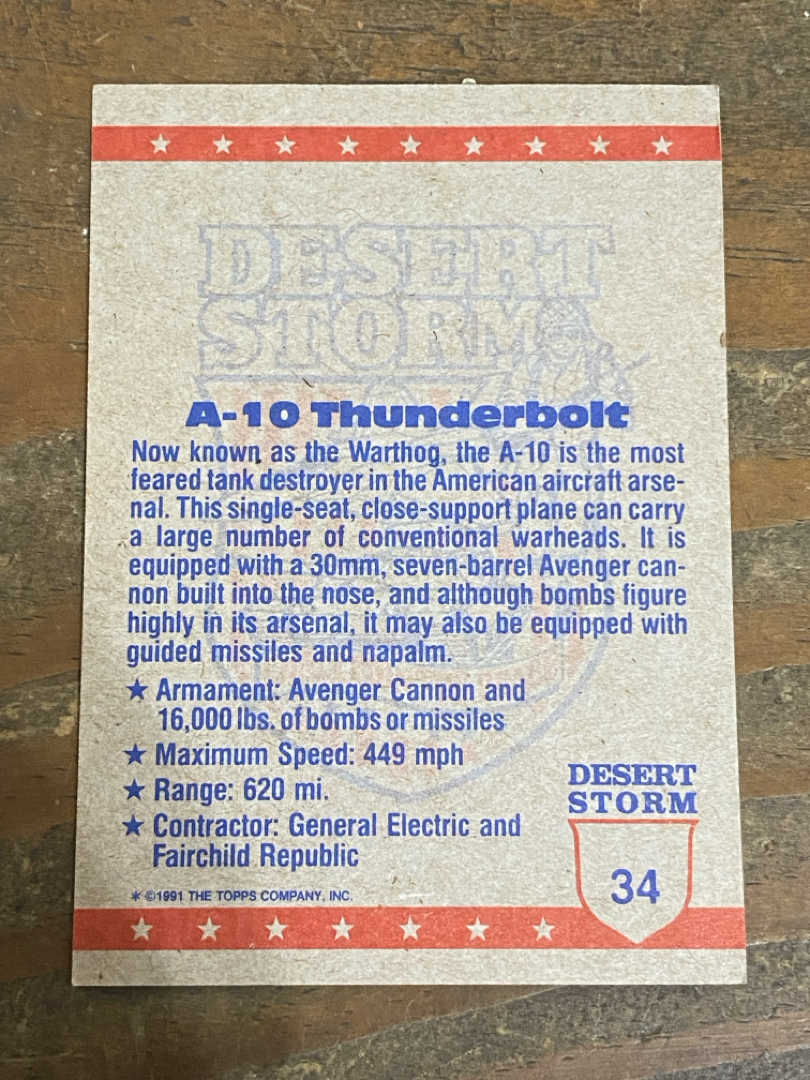 DESERT
STORM
A-10 Thunderbolt
Now known as the Warthog, the A-10 is the most
feared tank destroyer in the American aircraft arse-
nal. This single-seat, close-support plane can carry
a large number of conventional warheads. It is
equipped with a 30mm, seven-barrel Avenger can-
non built into the nose, and although bombs figure
highly in its arsenal, it may also be equipped with
guided missiles and napalm.
★ Armament: Avenger Cannon and
16,000 lbs. of bombs or missiles
★ Maximum Speed: 449 mph
★ Range: 620 mi.
★ Contractor: General Electric and
Fairchild Republic
* ©1991 THE TOPPS COMPANY, INC.
DESERT
STORM
34